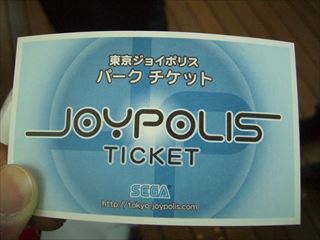 東京ジョイポリス
パーク チケット
JOYPOLIS
TICKET
SEGA
http://tokyo-joypolis.com